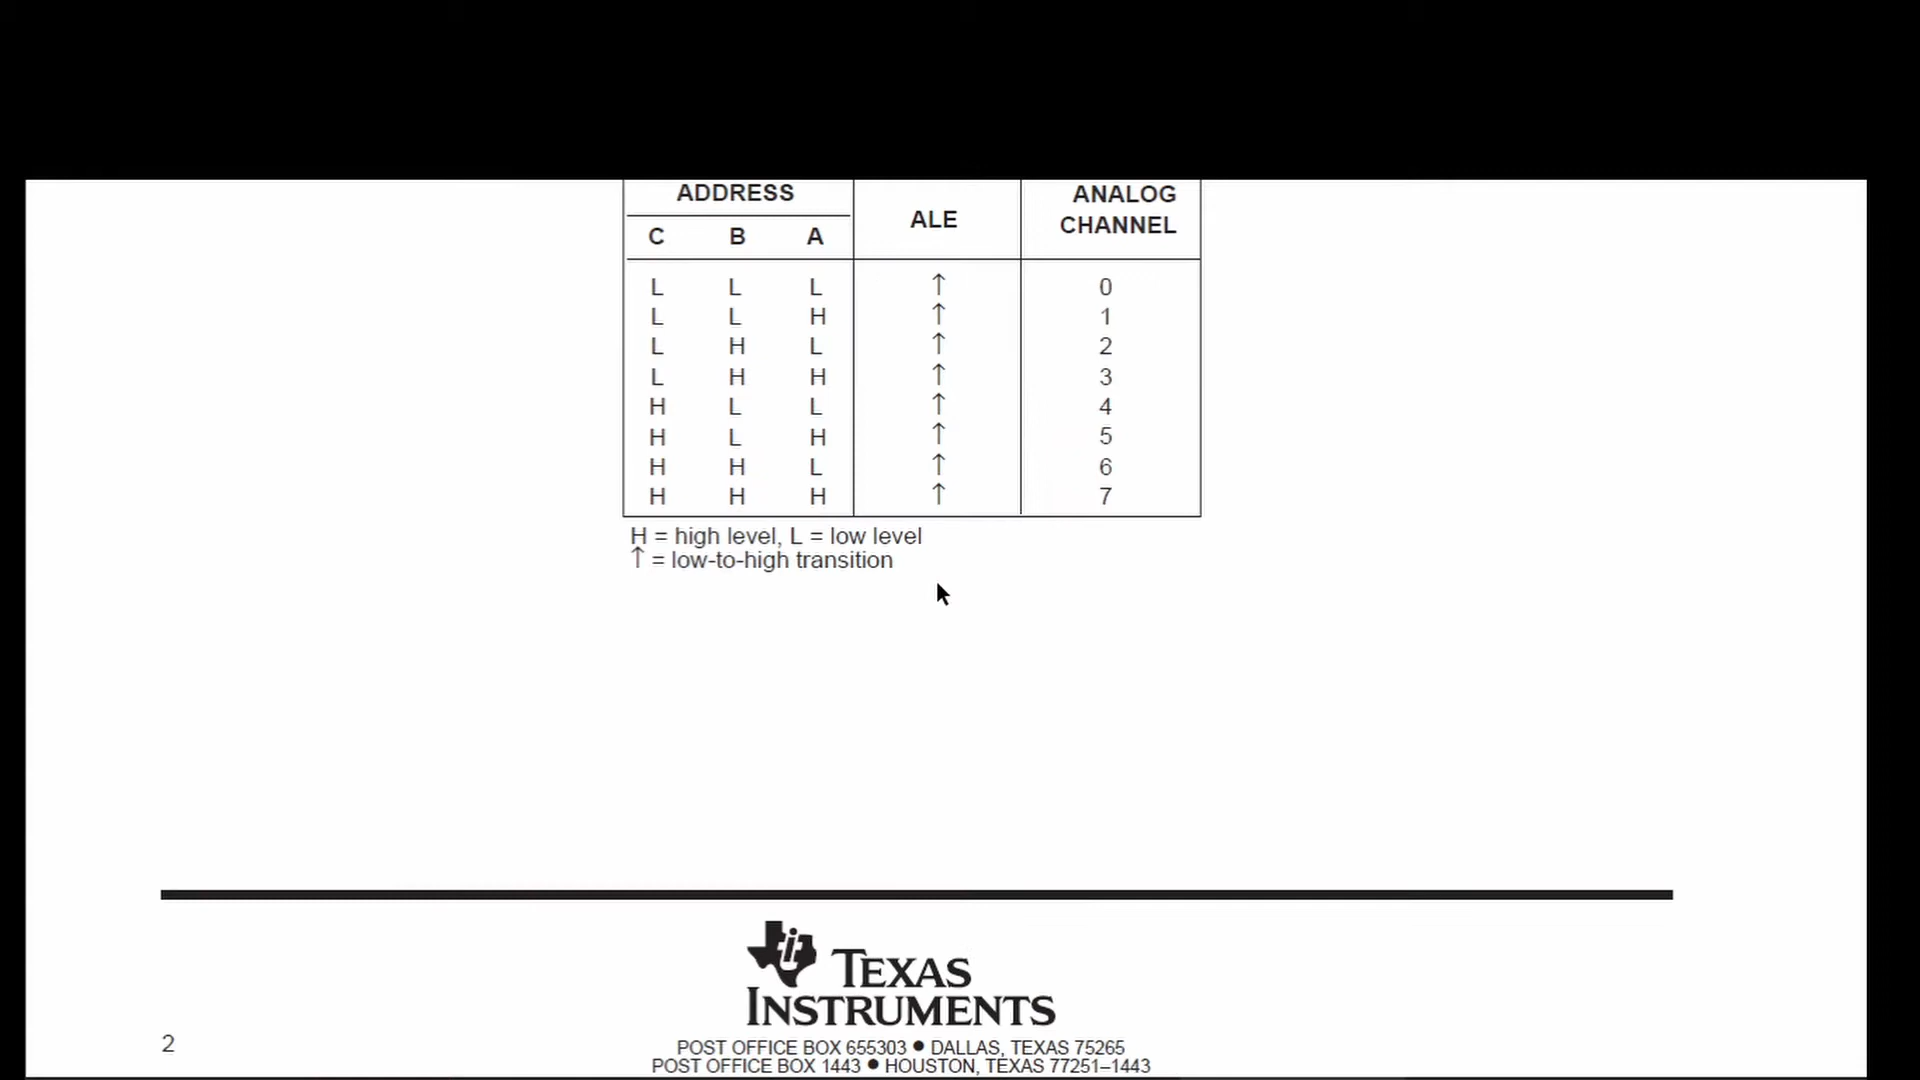 ADDRESS ALE ANALOG CHANNEL
C B A
L L L ↑ 0
L L H ↑ 1
L H L ↑ 2
L H H ↑ 3
H L L ↑ 4
H L H ↑ 5
H H L ↑ 6
H H H ↑ 7
H = high level, L = low level
↑ = low-to-high transition
TEXAS
INSTRUMENTS
2
POST OFFICE BOX 655303 ● DALLAS, TEXAS 75265
POST OFFICE BOX 1443 ● HOUSTON, TEXAS 77251–1443